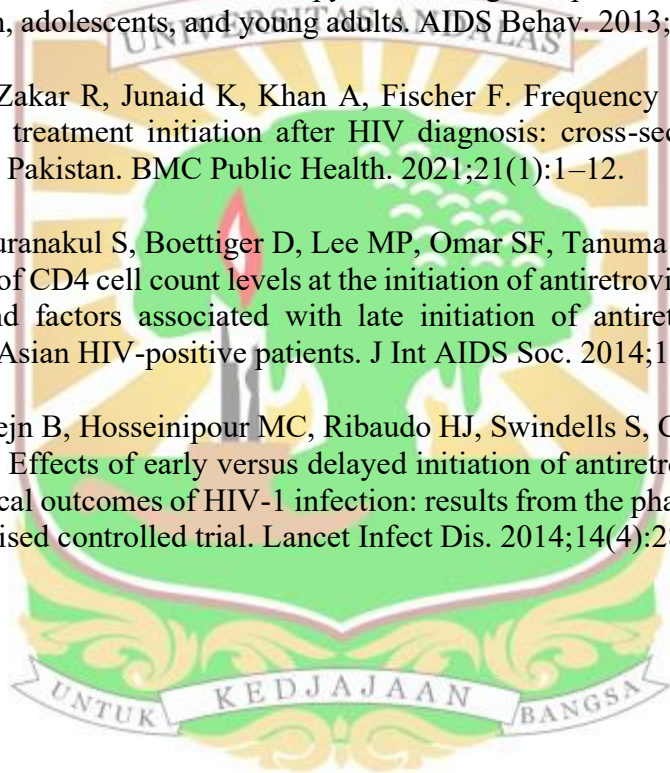 n, adolescents, and young adults. AIDS Behav. 2013;
UNIVERSITAS ANDALAS
Zakar R, Junaid K, Khan A, Fischer F. Frequency
treatment initiation after HIV diagnosis: cross-sec
Pakistan. BMC Public Health. 2021;21(1):1–12.
uranakul S, Boettiger D, Lee MP, Omar SF, Tanuma
of CD4 cell count levels at the initiation of antiretrovi
nd factors associated with late initiation of antiret
Asian HIV-positive patients. J Int AIDS Soc. 2014;1
ejn B, Hosseinipour MC, Ribaudo HJ, Swindells S,
Effects of early versus delayed initiation of antiretro
cal outcomes of HIV-1 infection: results from the pha
ised controlled trial. Lancet Infect Dis. 2014;14(4):2
UNTUK KEDJAJAAN BANGSA